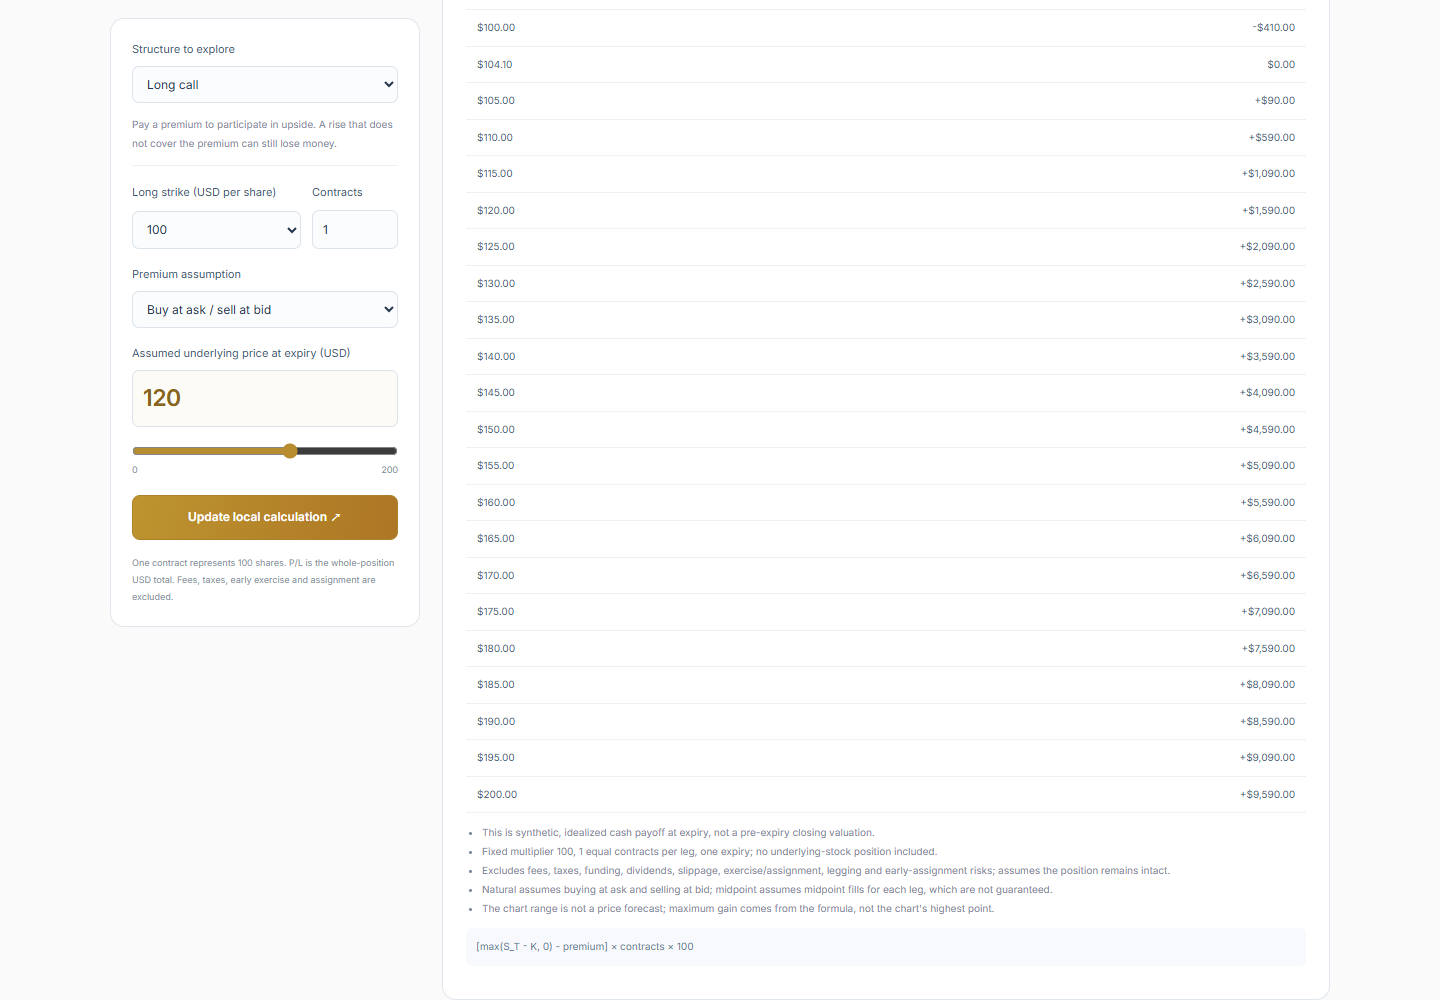 Structure to explore
Long call
Pay a premium to participate in upside. A rise that does
not cover the premium can still lose money.
Long strike (USD per share)
Contracts
100
1
Premium assumption
Buy at ask / sell at bid
Assumed underlying price at expiry (USD)
120
0
200
Update local calculation ↗
One contract represents 100 shares. P/L is the whole-position
USD total. Fees, taxes, early exercise and assignment are
excluded.
$100.00 -$410.00
$104.10 $0.00
$105.00 +$90.00
$110.00 +$590.00
$115.00 +$1,090.00
$120.00 +$1,590.00
$125.00 +$2,090.00
$130.00 +$2,590.00
$135.00 +$3,090.00
$140.00 +$3,590.00
$145.00 +$4,090.00
$150.00 +$4,590.00
$155.00 +$5,090.00
$160.00 +$5,590.00
$165.00 +$6,090.00
$170.00 +$6,590.00
$175.00 +$7,090.00
$180.00 +$7,590.00
$185.00 +$8,090.00
$190.00 +$8,590.00
$195.00 +$9,090.00
$200.00 +$9,590.00
• This is synthetic, idealized cash payoff at expiry, not a pre-expiry closing valuation.
• Fixed multiplier 100, 1 equal contracts per leg, one expiry; no underlying-stock position included.
• Excludes fees, taxes, funding, dividends, slippage, exercise/assignment, legging and early-assignment risks; assumes the position remains intact.
• Natural assumes buying at ask and selling at bid; midpoint assumes midpoint fills for each leg, which are not guaranteed.
• The chart range is not a price forecast; maximum gain comes from the formula, not the chart's highest point.
[max(S_T - K, 0) - premium] × contracts × 100